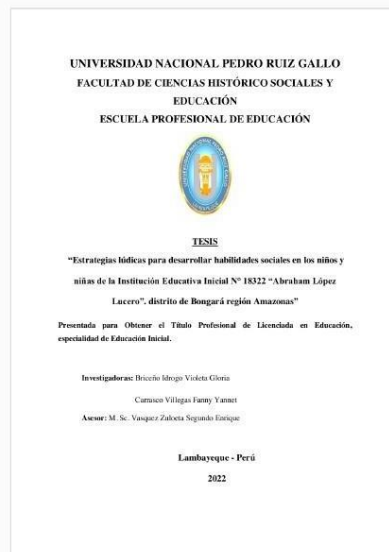 UNIVERSIDAD NACIONAL PEDRO RUIZ GALLO
FACULTAD DE CIENCIAS HISTÓRICO SOCIALES Y
EDUCACIÓN
ESCUELA PROFESIONAL DE EDUCACIÓN
TESIS
“Estrategias lúdicas para desarrollar habilidades sociales en los niños y
niñas de la Institución Educativa Inicial N° 18322 “Abraham López
Lucero”. distrito de Bongará región Amazonas”
Presentada para Obtener el Título Profesional de Licenciada en Educación,
especialidad de Educación Inicial.
Investigadoras: Briceño Idrogo Violeta Gloria
Carrasco Villegas Fanny Yannet
Asesor: M. Sc. Vasquez Zuloeta Segundo Enrique
Lambayeque - Perú
2022